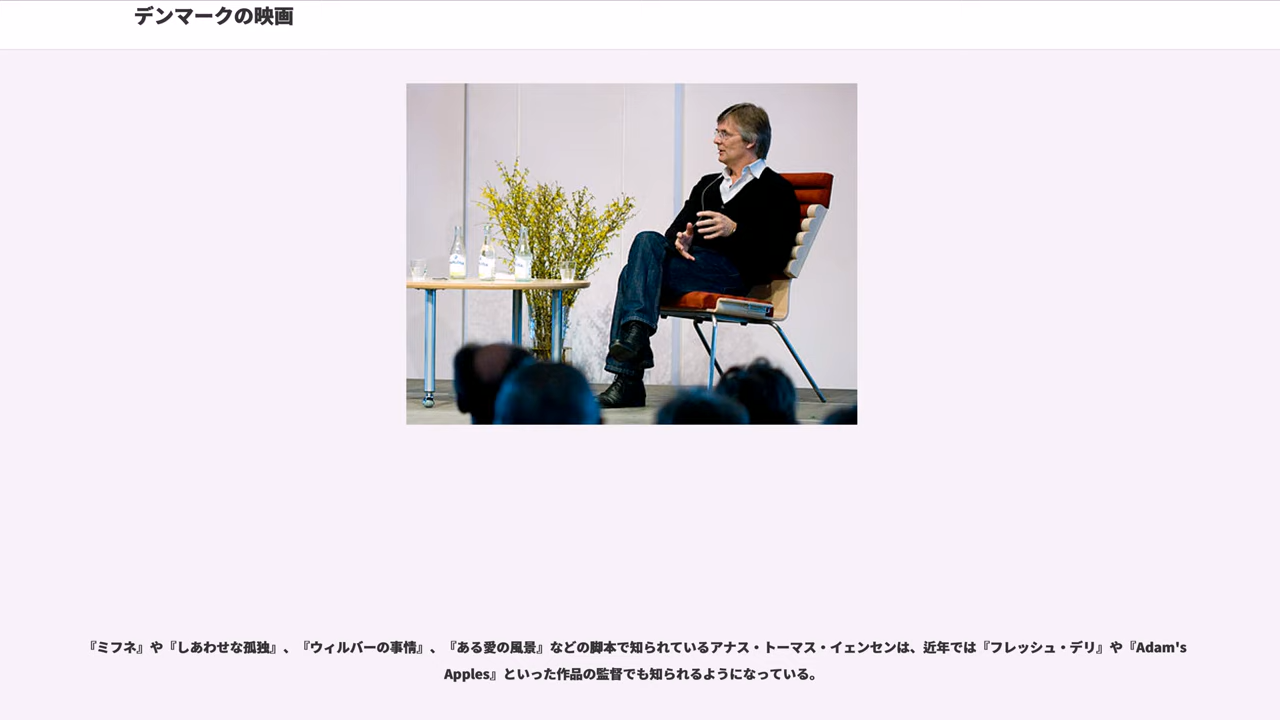 デンマークの映画
『ミフネ』や『しあわせな孤独』、『ウィルバーの事情』、『ある愛の風景』などの脚本で知られているアナス・トーマス・イェンセンは、近年では『フレッシュ・デリ』や『Adam's
Apples』といった作品の監督でも知られるようになっている。